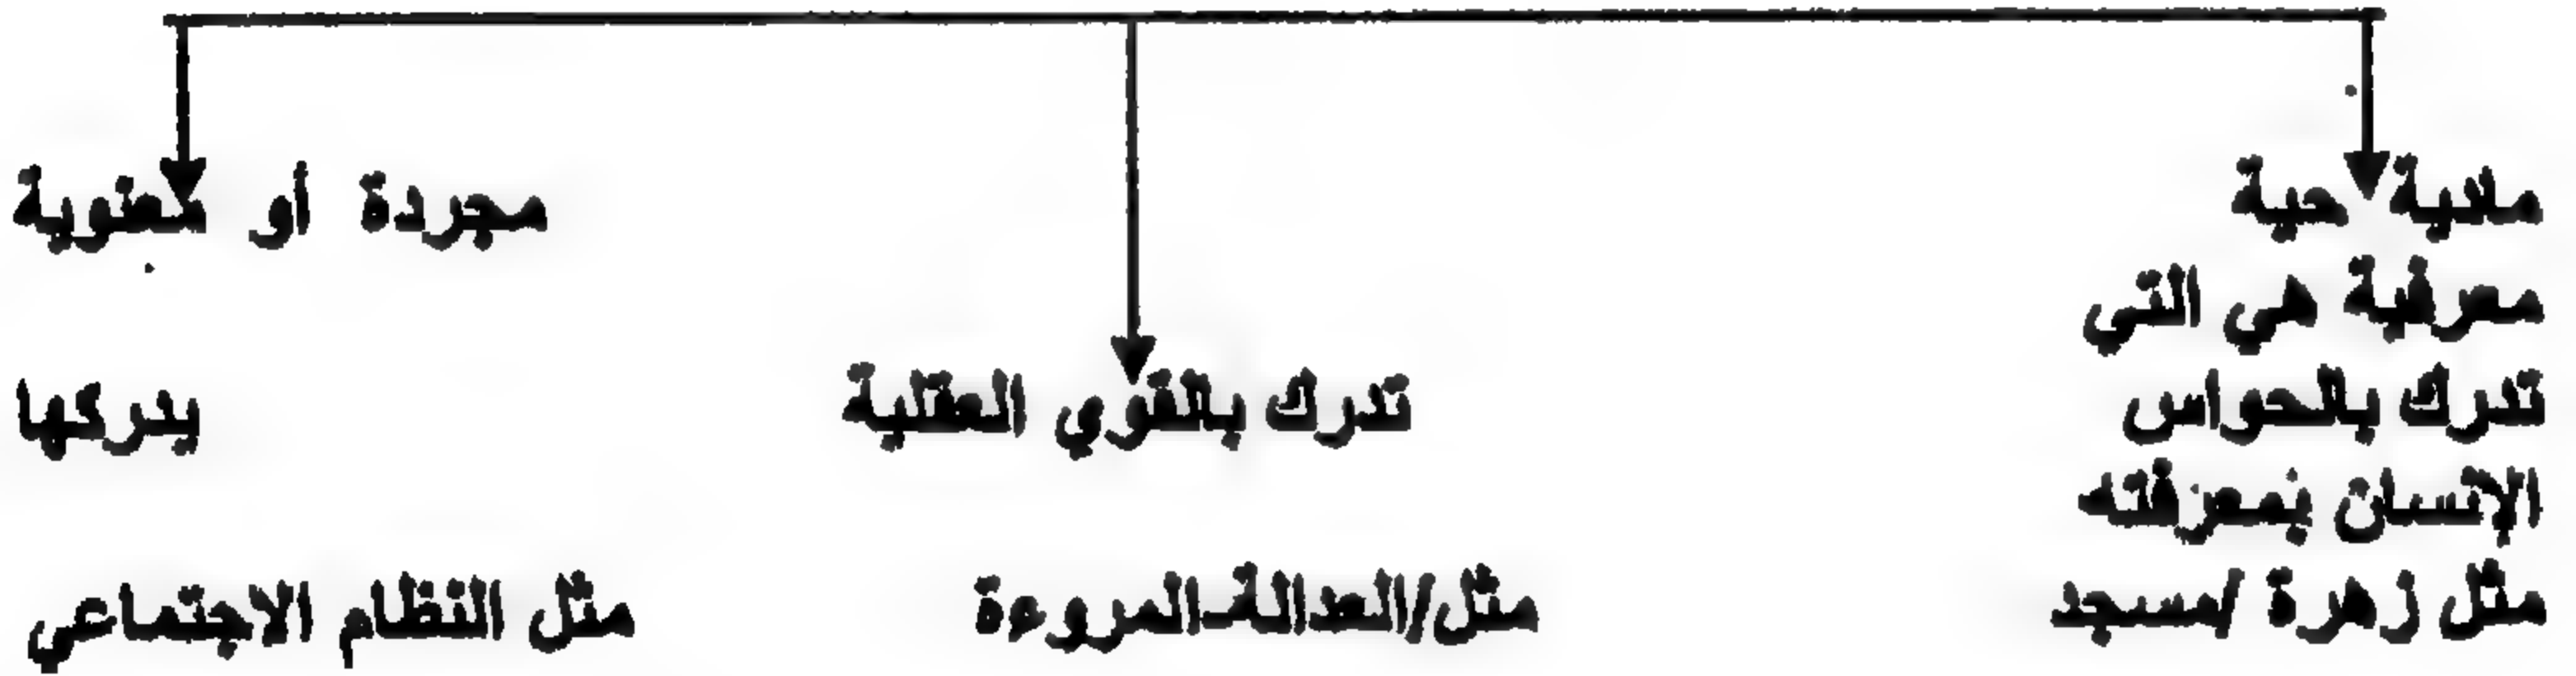 مادية حية مجردة أو معنوية
معرفية هي التي
تدرك بالحواس تدرك بالقوي العقلية يدركها
الإنسان بمعرفته
مثل زهرة /مسجد مثل/العدالة-المروءة مثل النظام الاجتماعي